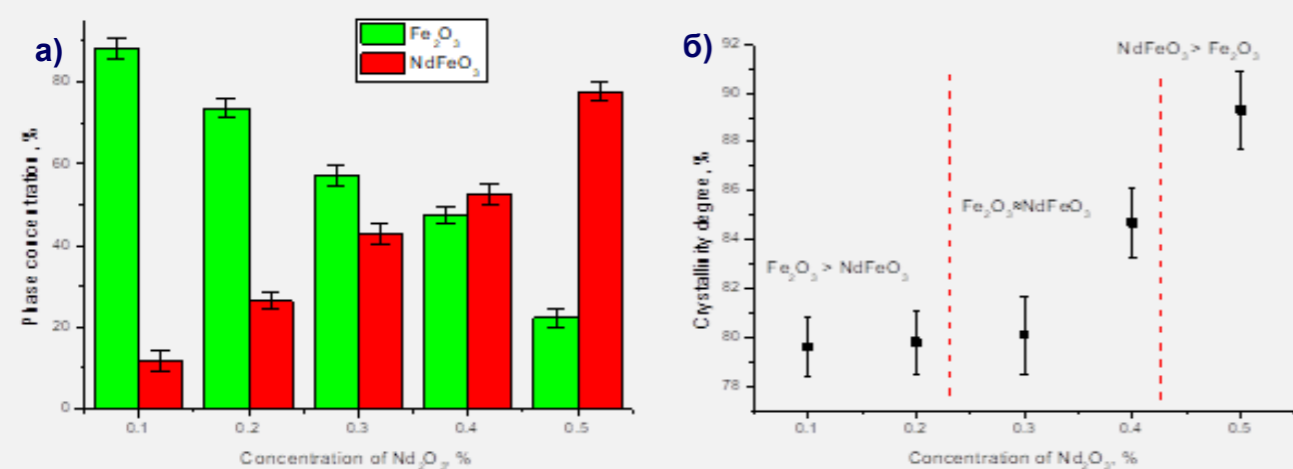 а)
Fe₂O₃
NdFeO₃
Phase concentration, %
80
60
40
20
0
0.1 0.2 0.3 0.4 0.5
Concentration of Nd₂O₃, %
б)
NdFeO₃ > Fe₂O₃
Fe₂O₃≈NdFeO₃
Fe₂O₃ > NdFeO₃
Crystallinity degree, %
92
90
88
86
84
82
80
78
0.1 0.2 0.3 0.4 0.5
Concentration of Nd₂O₃, %